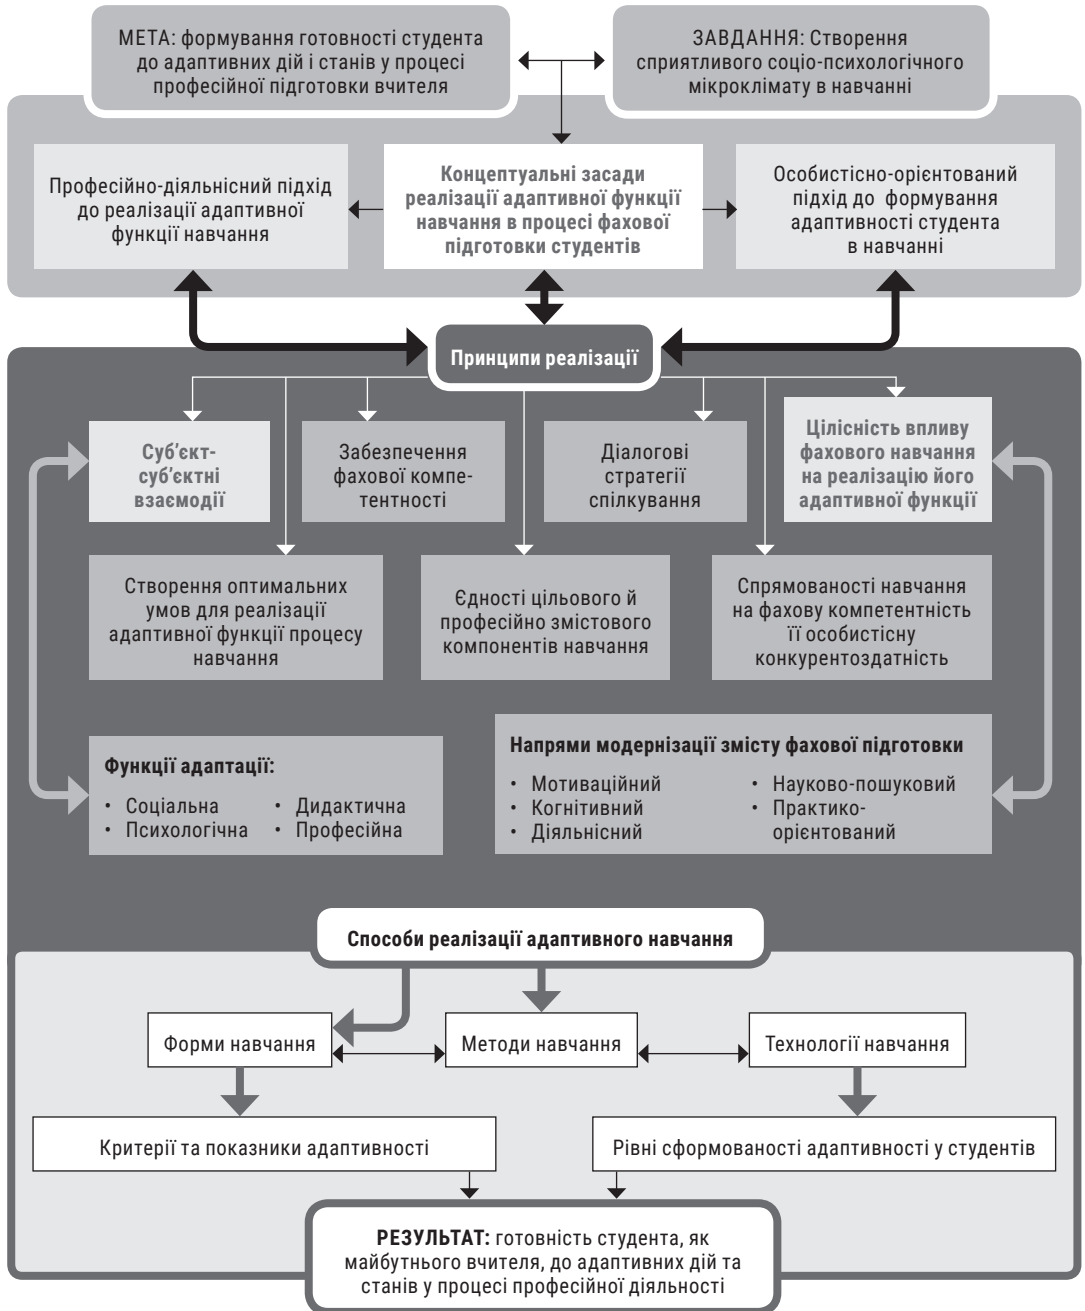 МЕТА: формування готовності студента
до адаптивних дій і станів у процесі
професійної підготовки вчителя
ЗАВДАННЯ: Створення
сприятливого соціо-психологічного
мікроклімату в навчанні
Професійно-діяльнісний підхід
до реалізації адаптивної
функції навчання
Концептуальні засади
реалізації адаптивної функції
навчання в процесі фахової
підготовки студентів
Особистісно-орієнтований
підхід до формування
адаптивності студента
в навчанні
Принципи реалізації
Суб’єкт-
суб’єктні
взаємодії
Забезпечення
фахової компе-
тентності
Діалогові
стратегії
спілкування
Цілісність впливу
фахового навчання
на реалізацію його
адаптивної функції
Створення оптимальних
умов для реалізації
адаптивної функції процесу
навчання
Єдності цільового й
професійно змістового
компонентів навчання
Спрямованості навчання
на фахову компетентність
її особистісну
конкурентоздатність
Функції адаптації:
• Соціальна
• Психологічна
• Дидактична
• Професійна
Напрями модернізації змісту фахової підготовки
• Мотиваційний
• Когнітивний
• Діяльнісний
• Науково-пошуковий
• Практико-
орієнтований
Способи реалізації адаптивного навчання
Форми навчання
Методи навчання
Технології навчання
Критерії та показники адаптивності
Рівні сформованості адаптивності у студентів
РЕЗУЛЬТАТ: готовність студента, як
майбутнього вчителя, до адаптивних дій та
станів у процесі професійної діяльності